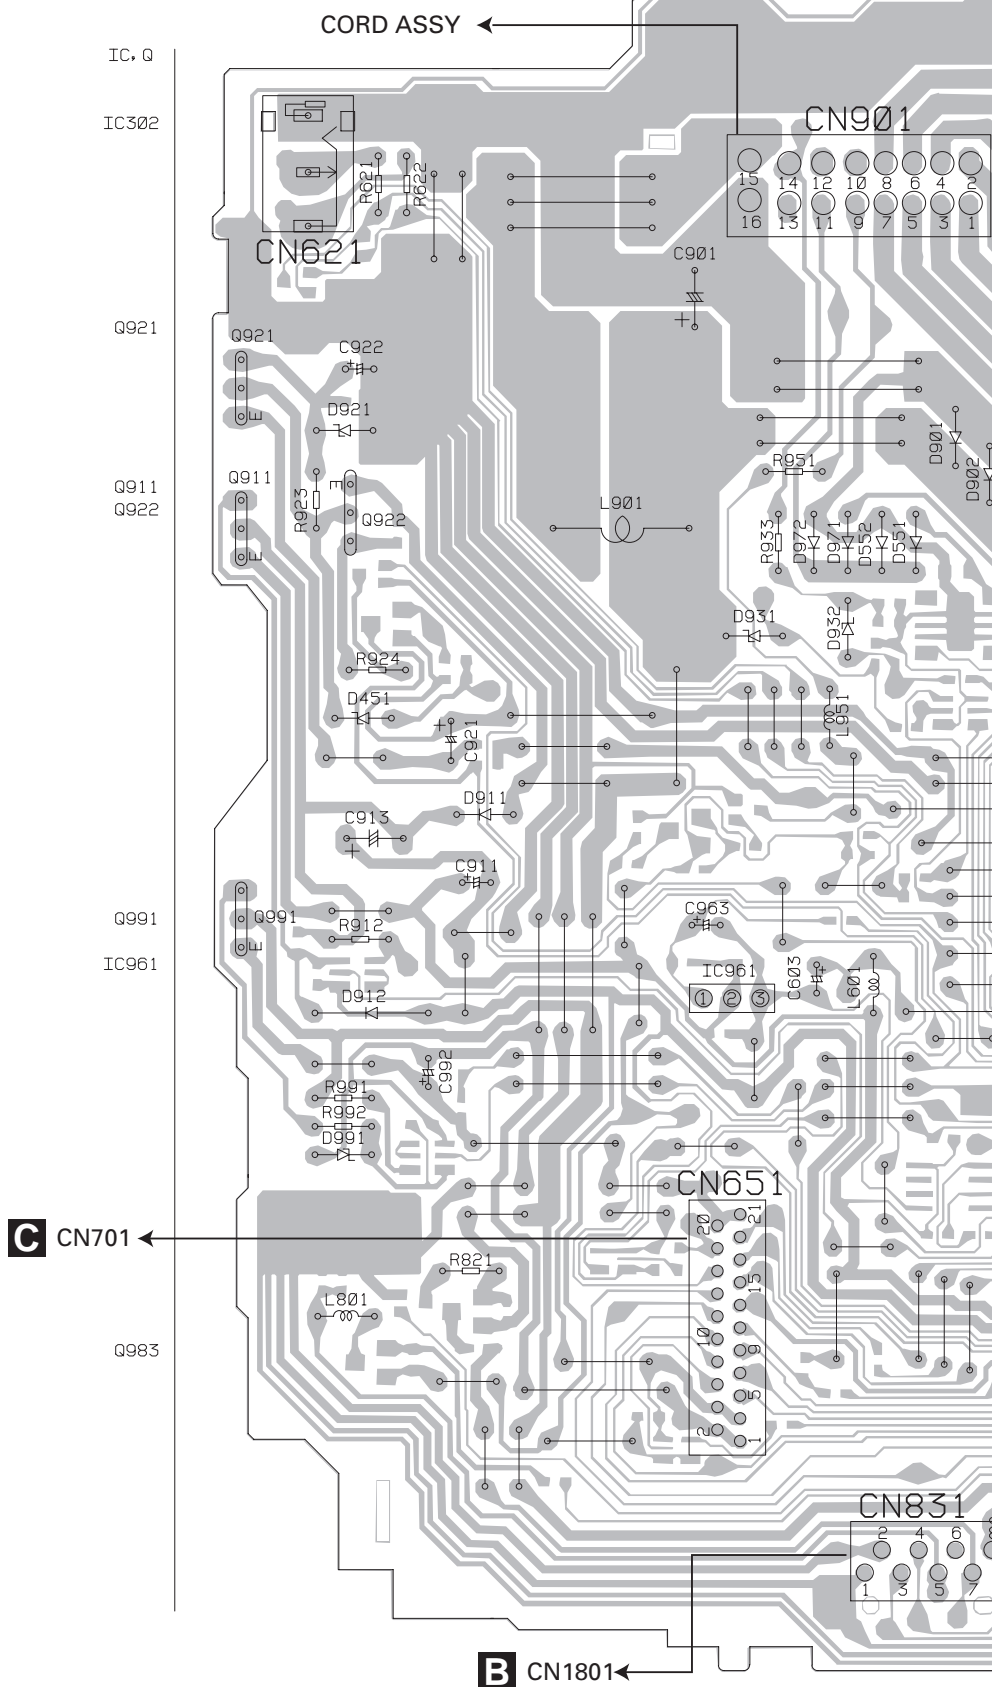 CORD ASSY
IC, Q
IC302
CN901
15 14 12 10 8 6 4 2
16 13 11 9 7 5 3 1
R621
R622
CN621
C901
+
Q921
Q921
C922
+
D921
E
D901
D902
R951
Q911
Q922
Q911
R923
E
Q922
E
L901
R933
D972
D971
D552
D551
D931
D932
R924
D451
+
C921
L951
D911
C913
+
C911
+
Q991
Q991
E
R912
C963
+
IC961
IC961
1 2 3
C603
+
L601
D912
C992
+
R991
R992
D991
CN651
20 21
C CN701
R821
15
L801
10 9
Q983
5
2 1
CN831
2 4 6 8
1 3 5 7
B CN1801